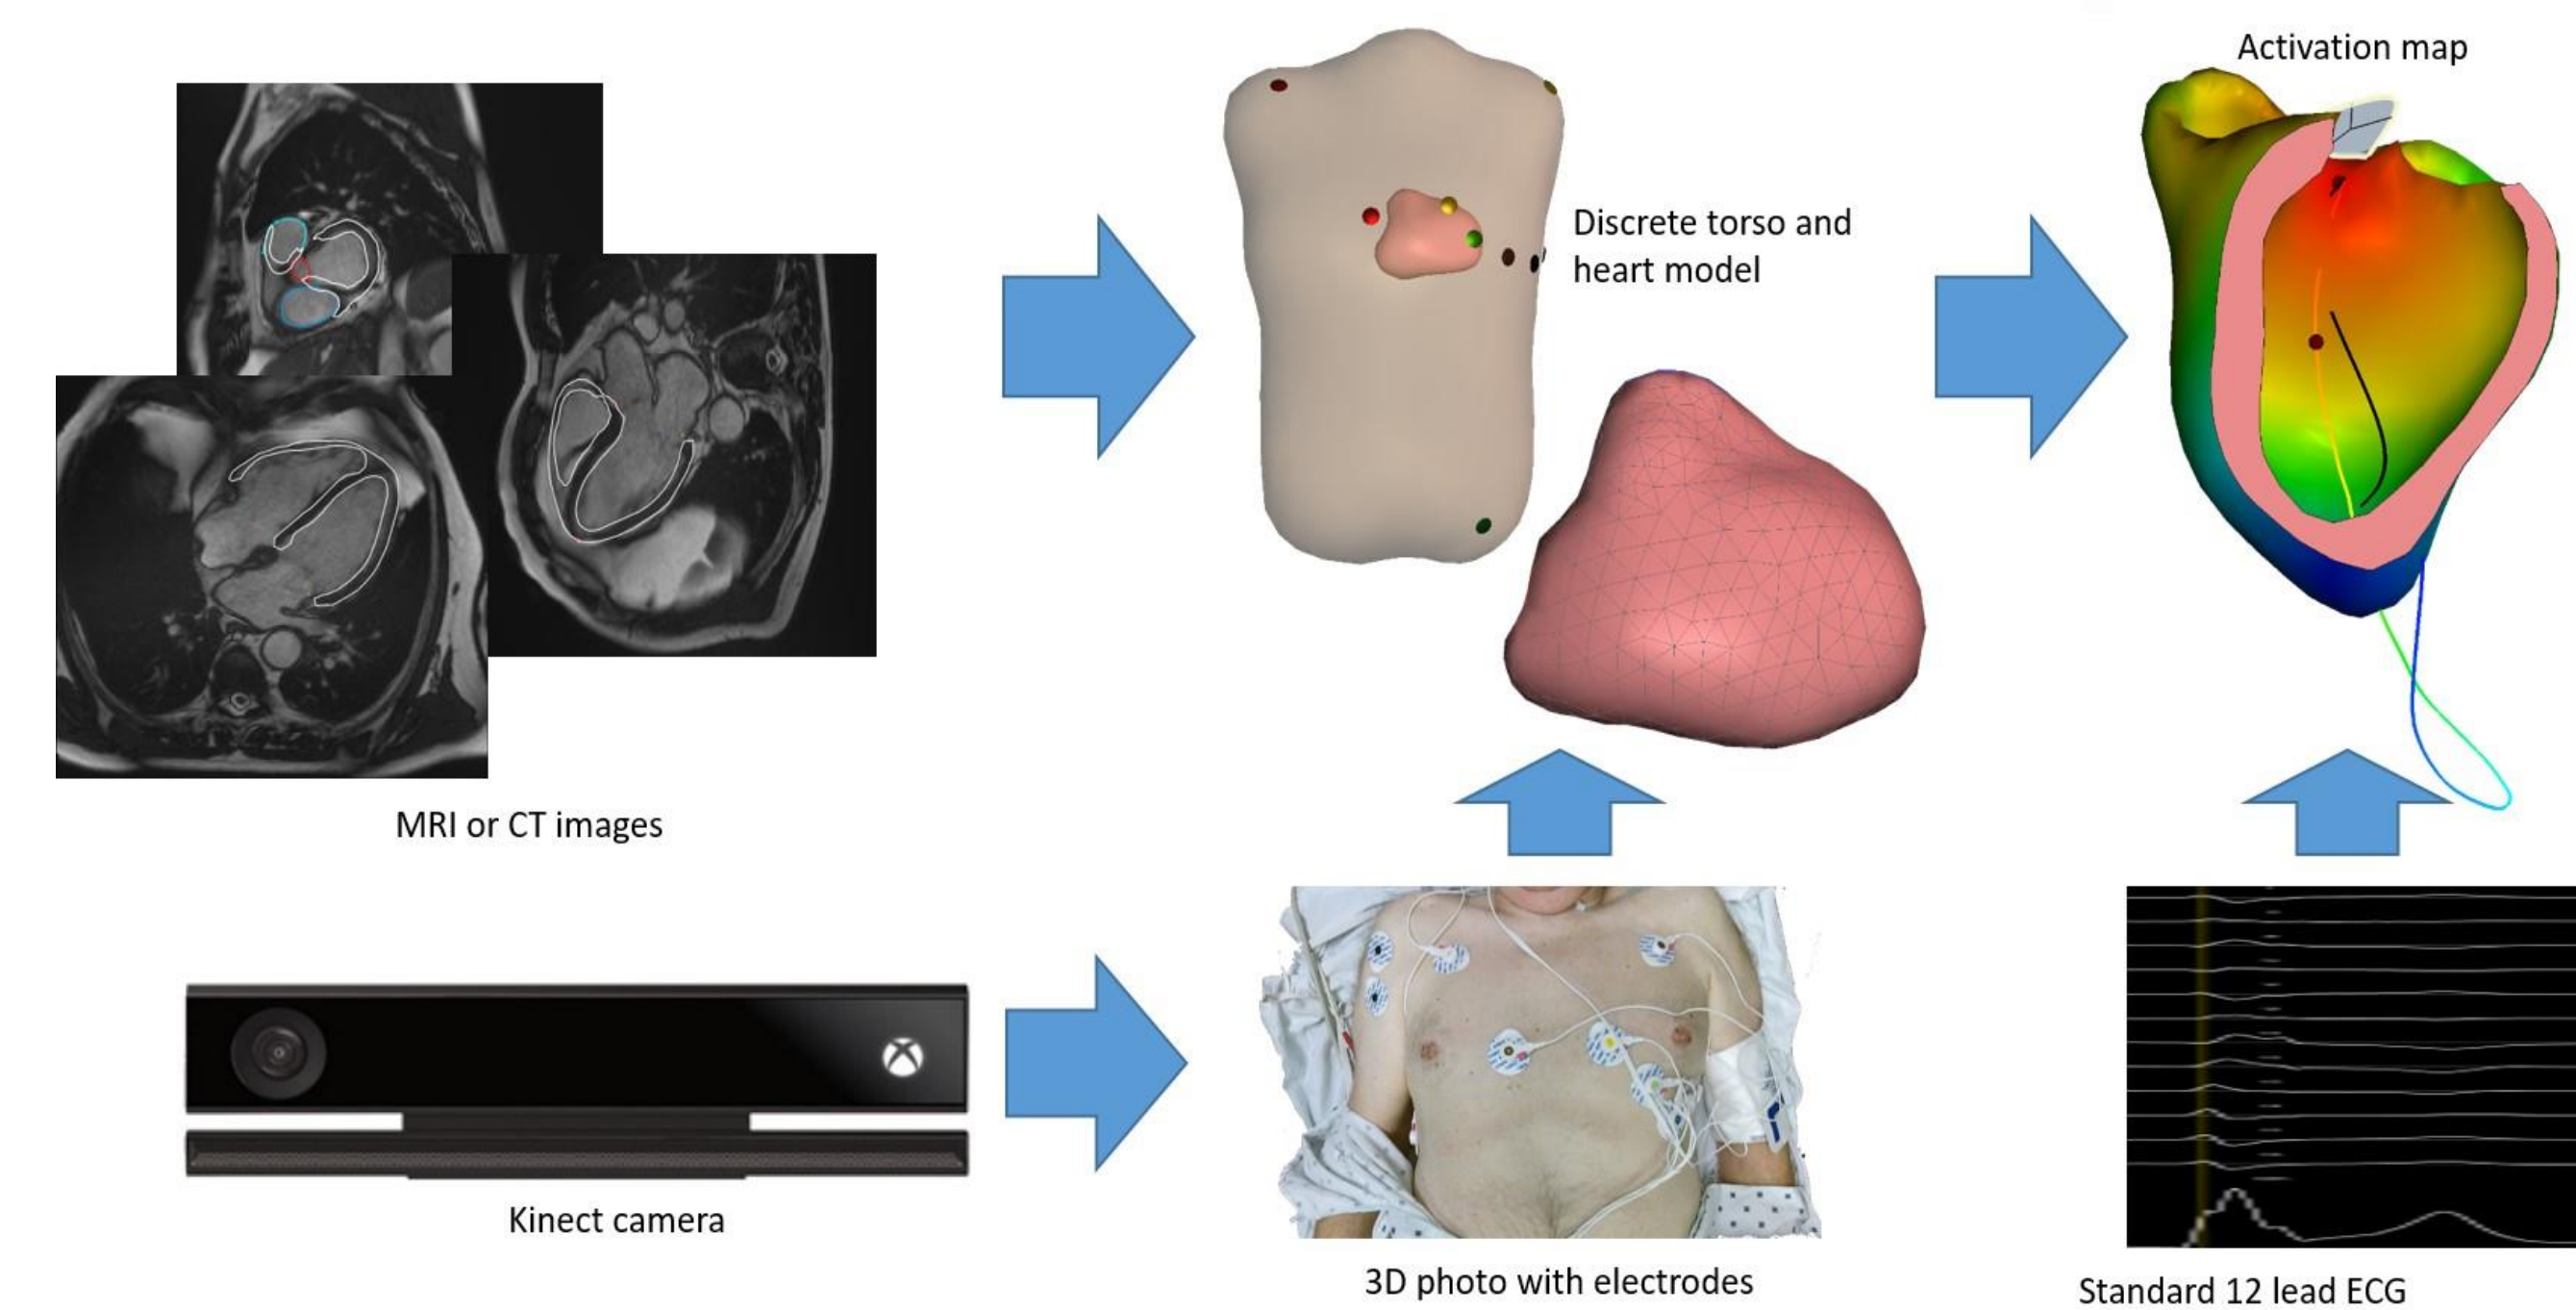 Activation map
Discrete torso and
heart model
MRI or CT images
Kinect camera
3D photo with electrodes
Standard 12 lead ECG